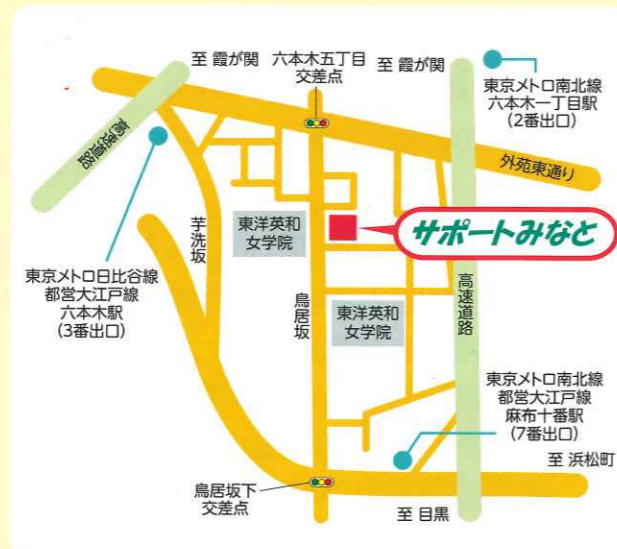 至 霞が関
六本木五丁目
交差点
至 霞が関
東京メトロ南北線
六本木一丁目駅
(2番出口)
高速道路
外苑東通り
芋洗坂
東洋英和
女学院
サポートみなと
東京メトロ日比谷線
都営大江戸線
六本木駅
(3番出口)
鳥居坂
東洋英和
女学院
高速道路
東京メトロ南北線
都営大江戸線
麻布十番駅
(7番出口)
至 浜松町
鳥居坂下
交差点
至 目黒